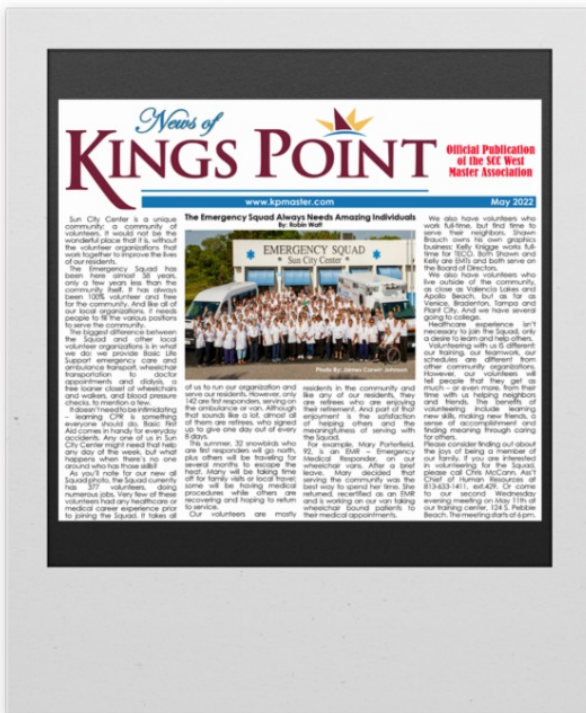 News of
KINGS POINT
Official Publication
of the SCC West
Master Association
www.kpmaster.com
May 2022
The Emergency Squad Always Needs Amazing Individuals
By: Robin Watt
Sun City Center is a unique
community; a community of
volunteers. It would not be the
wonderful place that it is, without
the volunteer organizations that
work together to improve the lives
of our residents.
The Emergency Squad has
been here almost 58 years,
only a few years less than the
community itself. It has always
been 100% volunteer and free
for the community. And like all of
our local organizations, it needs
people to fill the various positions
to serve the community.
The biggest difference between
the Squad and other local
volunteer organizations is in what
we do; we provide Basic Life
Support emergency care and
ambulance transport, wheelchair
transportation to doctor
appointments and dialysis, a
free loaner closet of wheelchairs
and walkers, and blood pressure
checks, to mention a few.
It doesn't need to be intimidating
– learning CPR is something
everyone should do. Basic First
Aid comes in handy for everyday
accidents. Any one of us in Sun
City Center might need that help
any day of the week, but what
happens when there's no one
around who has those skills?
As you'll note for our new all
Squad photo, the Squad currently
has 377 volunteers, doing
numerous jobs. Very few of these
volunteers had any healthcare or
medical career experience prior
to joining the Squad. It takes all
EMERGENCY SQUAD
Sun City Center
Photo By: James Corwin Johnson
of us to run our organization and
serve our residents. However, only
142 are first responders, serving on
the ambulance or van. Although
that sounds like a lot, almost all
of them are retirees, who signed
up to give one day out of every
8 days.
This summer, 32 snowbirds who
are first responders will go north,
plus others will be traveling for
several months to escape the
heat. Many will be taking time
off for family visits or local travel;
some will be having medical
procedures while others are
recovering and hoping to return
to service.
Our volunteers are mostly
residents in the community and
like any of our residents, they
are retirees who are enjoying
their retirement. And part of that
enjoyment is the satisfaction
of helping others and the
meaningfulness of serving with
the Squad.
For example, Mary Porterfield,
92, is an EMR – Emergency
Medical Responder, on our
wheelchair vans. After a brief
leave, Mary decided that
serving the community was the
best way to spend her time. She
returned, recertified as an EMR
and is working on our van taking
wheelchair bound patients to
their medical appointments.
We also have volunteers who
work full-time, but find time to
serve their neighbors. Shawn
Brauch owns his own graphics
business; Kelly Knigge works full-
time for TECO. Both Shawn and
Kelly are EMTs and both serve on
the Board of Directors.
We also have volunteers who
live outside of the community,
as close as Valencia Lakes and
Apollo Beach, but as far as
Venice, Bradenton, Tampa and
Plant City. And we have several
going to college.
Healthcare experience isn't
necessary to join the Squad, only
a desire to learn and help others.
Volunteering with us is different;
our training, our teamwork, our
schedules are different from
other community organizations.
However, our volunteers will
tell people that they get as
much – or even more, from their
time with us helping neighbors
and friends. The benefits of
volunteering include learning
new skills, making new friends, a
sense of accomplishment and
finding meaning through caring
for others.
Please consider finding out about
the joys of being a member of
our family. If you are interested
in volunteering for the Squad,
please call Chris McCann, Ass't
Chief of Human Resources at
813-633-1411, ext.429. Or come
to our second Wednesday
evening meeting on May 11th at
our training center, 124 S. Pebble
Beach. The meeting starts at 6 pm.